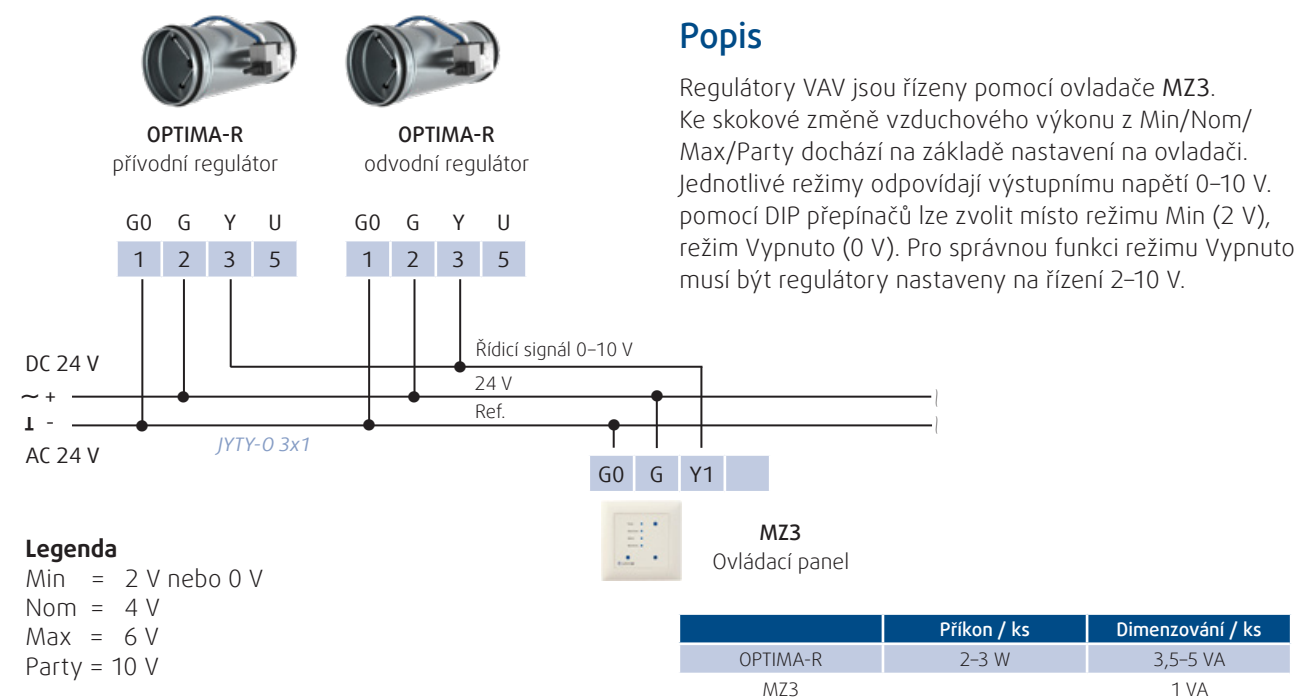 Popis
Regulátory VAV jsou řízeny pomocí ovladače MZ3.
Ke skokové změně vzduchového výkonu z Min/Nom/
Max/Party dochází na základě nastavení na ovladači.
Jednotlivé režimy odpovídají výstupnímu napětí 0–10 V.
pomocí DIP přepínačů lze zvolit místo režimu Min (2 V),
režim Vypnuto (0 V). Pro správnou funkci režimu Vypnuto
musí být regulátory nastaveny na řízení 2–10 V.
OPTIMA-R
přívodní regulátor
OPTIMA-R
odvodní regulátor
G0 G Y U
1 2 3 5
G0 G Y U
1 2 3 5
Řídicí signál 0–10 V
DC 24 V
24 V
~ +
Ref.
⊥ -
AC 24 V
JYTY-O 3x1
G0 G Y1
MZ3
Ovládací panel
Legenda
Min = 2 V nebo 0 V
Nom = 4 V
Max = 6 V
Party = 10 V
Příkon / ks Dimenzování / ks
OPTIMA-R 2–3 W 3,5–5 VA
MZ3 1 VA